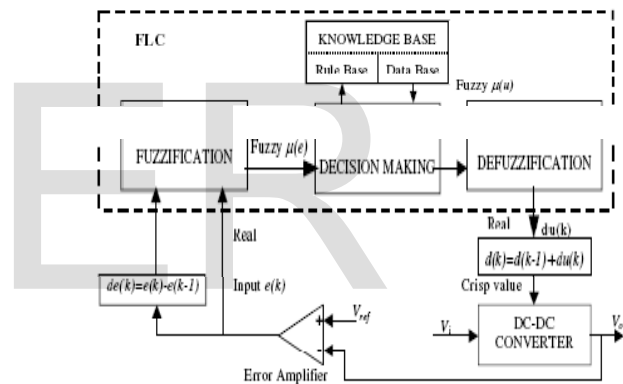 FLC
KNOWLEDGE BASE
Rule Base
Data Base
Fuzzy μ(u)
FUZZIFICATION
Fuzzy μ(e)
DECISION MAKING
DEFUZZIFICATION
Real
Real
du(k)
de(k)=e(k)-e(k-1)
Input e(k)
d(k)=d(k-1)+du(k)
Crisp value
Vref
+
-
Error Amplifier
Vi
DC-DC
CONVERTER
Vo
ER